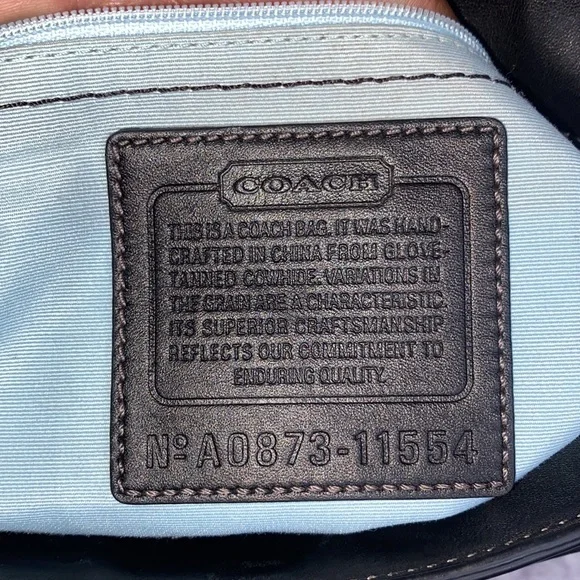 COACH
THIS IS A COACH BAG. IT WAS HAND-
CRAFTED IN CHINA FROM GLOVE-
TANNED COWHIDE. VARIATIONS IN
THE GRAIN ARE A CHARACTERISTIC.
ITS SUPERIOR CRAFTSMANSHIP
REFLECTS OUR COMMITMENT TO
ENDURING QUALITY.
Nº A0873-11554